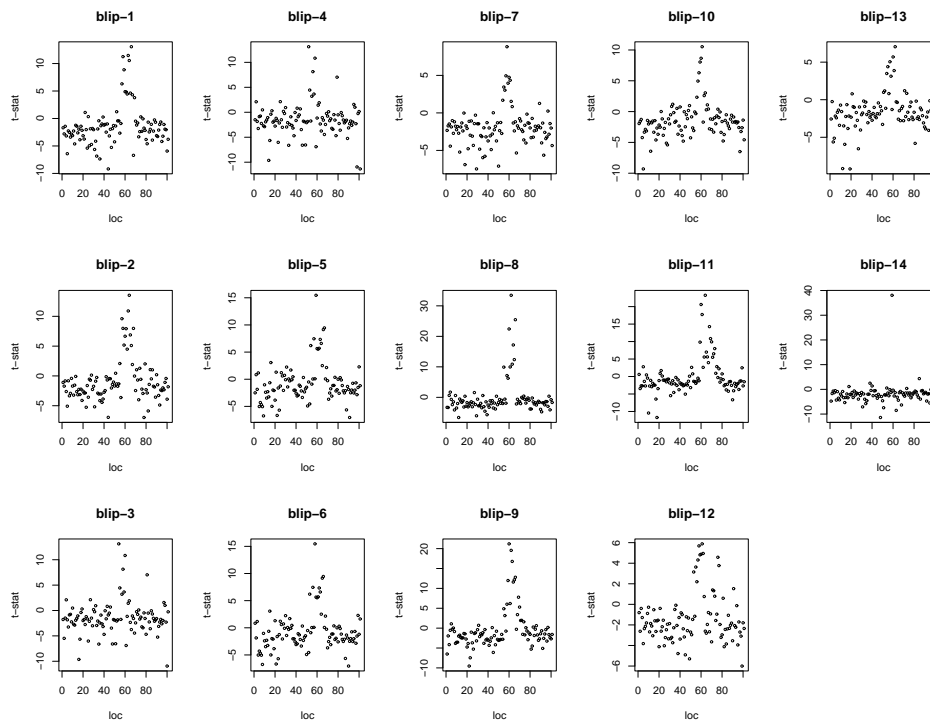 blip−1 blip−4 blip−7 blip−10 blip−13
t−stat
10
5
0
−5
−10
0 20 40 60 80
loc
t−stat
10
5
0
−5
−10
0 20 40 60 80
loc
t−stat
5
0
−5
0 20 40 60 80
loc
t−stat
10
5
0
−5
−10
0 20 40 60 80
loc
t−stat
5
0
−5
0 20 40 60 80
loc
blip−2 blip−5 blip−8 blip−11 blip−14
t−stat
10
5
0
−5
0 20 40 60 80
loc
t−stat
15
10
5
0
−5
0 20 40 60 80
loc
t−stat
30
20
10
0
0 20 40 60 80
loc
t−stat
15
5
0
−10
0 20 40 60 80
loc
t−stat
40
30
20
10
0
−10
0 20 40 60 80
loc
blip−3 blip−6 blip−9 blip−12
t−stat
10
5
0
−5
−10
0 20 40 60 80
loc
t−stat
15
10
5
0
−5
0 20 40 60 80
loc
t−stat
20
15
10
5
0
−10
0 20 40 60 80
loc
t−stat
6
4
2
0
−2
−6
0 20 40 60 80
loc